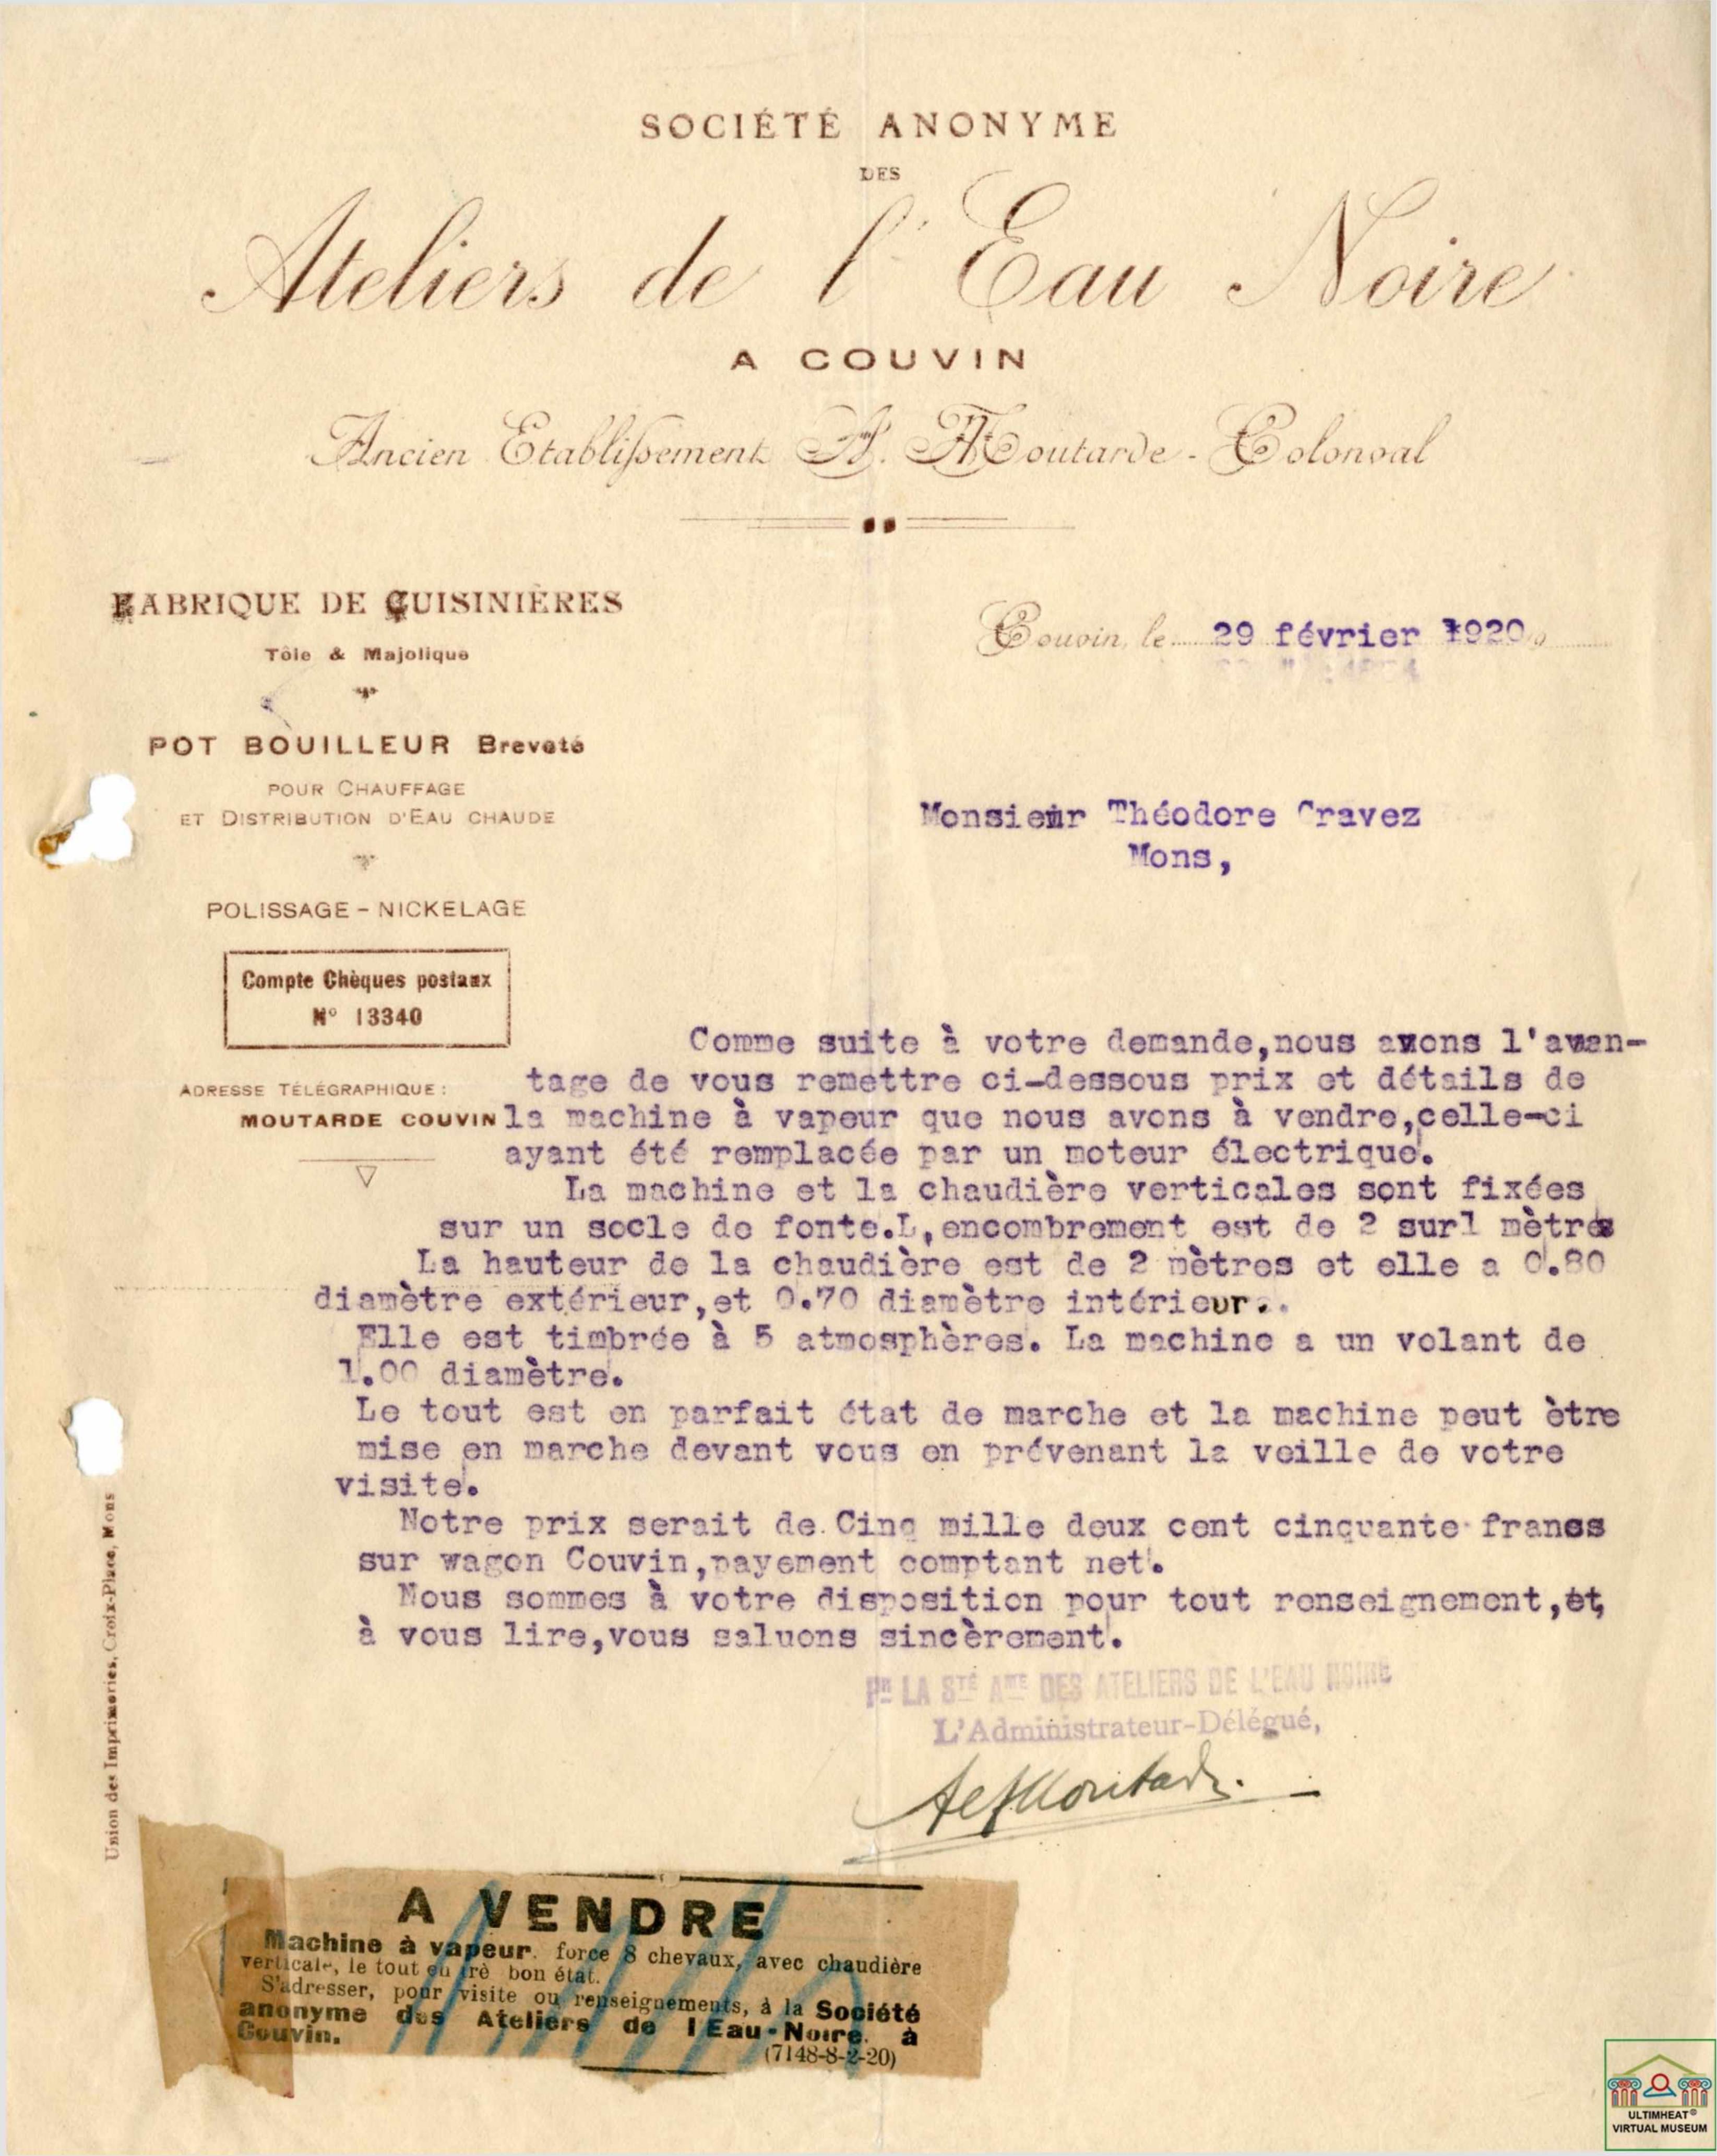 SOCIÉTÉ ANONYME
DES
Ateliers de l'Eau Noire
A COUVIN
Ancien Etablissement A. Moutarde-Colonval
FABRIQUE DE CUISINIÈRES
Tôle & Majolique
POT BOUILLEUR Breveté
POUR CHAUFFAGE
ET DISTRIBUTION D'EAU CHAUDE
POLISSAGE - NICKELAGE
Compte Chèques postaux
N° 13340
ADRESSE TÉLÉGRAPHIQUE :
MOUTARDE COUVIN
Couvin, le 29 février 1920
Monsieur Théodore Cravez
Mons,
Comme suite à votre demande,nous avons l'avan-
tage de vous remettre ci-dessous prix et détails de
la machine à vapeur que nous avons à vendre,celle-ci
ayant été remplacée par un moteur électrique.
La machine et la chaudière verticales sont fixées
sur un socle de fonte.L,encombrement est de 2 sur1 mètres
La hauteur de la chaudière est de 2 mètres et elle a 0.80
diamètre extérieur,et 0.70 diamètre intérieur..
Elle est timbrée à 5 atmosphères. La machine a un volant de
1.00 diamètre.
Le tout est en parfait état de marche et la machine peut ètre
mise en marche devant vous en prévenant la veille de votre
visite.
Notre prix serait de Cinq mille deux cent cinquante francs
sur wagon Couvin,payement comptant net.
Nous sommes à votre disposition pour tout renseignement,et,
à vous lire,vous saluons sincèrement.
Pr LA STÉ AME DES ATELIERS DE L'EAU NOIRE
L'Administrateur-Délégué,
Union des Imprimeries, Croix-Place, Mons
A VENDRE
Machine à vapeur. force 8 chevaux, avec chaudière
verticale, le tout en trè bon état.
S'adresser, pour visite ou renseignements, à la Société
anonyme des Ateliers de l Eau-Noire. à
Couvin.
(7148-8-2-20)
ULTIMHEAT®
VIRTUAL MUSEUM